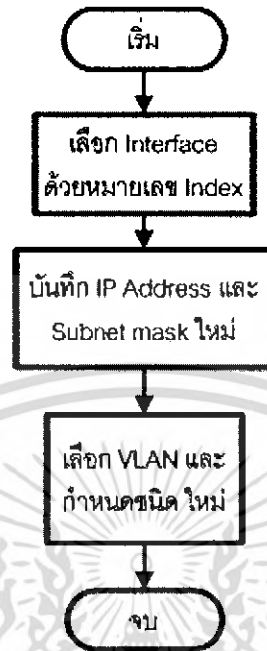 เริ่ม
เลือก Interface
ด้วยหมายเลข Index
บันทึก IP Address และ
Subnet mask ใหม่
เลือก VLAN และ
กำหนดชนิด ใหม่
จบ